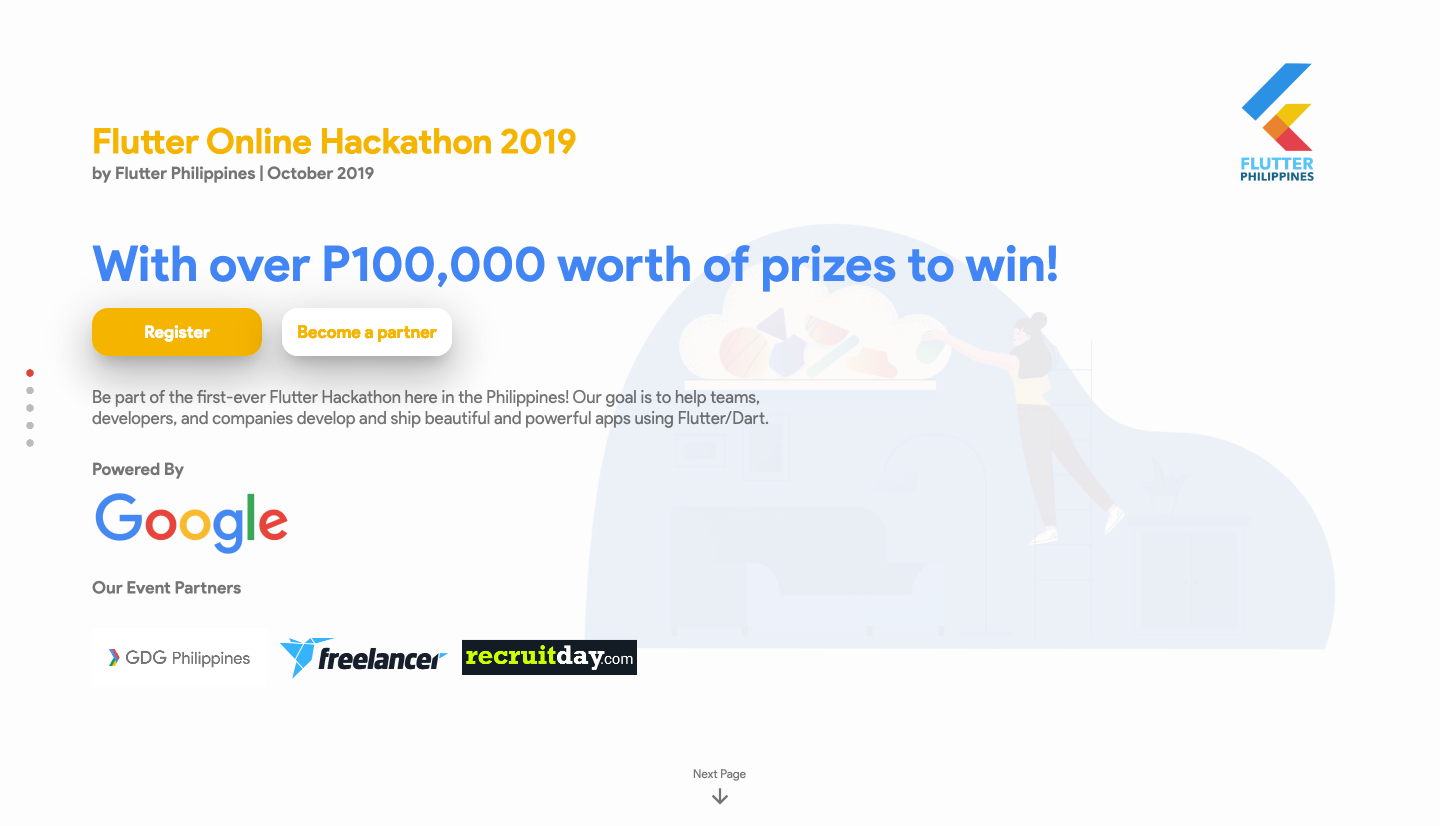 FLUTTER
PHILIPPINES
Flutter Online Hackathon 2019
by Flutter Philippines | October 2019
With over P100,000 worth of prizes to win!
Register
Become a partner
Be part of the first-ever Flutter Hackathon here in the Philippines! Our goal is to help teams,
developers, and companies develop and ship beautiful and powerful apps using Flutter/Dart.
Powered By
Google
Our Event Partners
GDG Philippines
freelancer
recruitday.com
Next Page